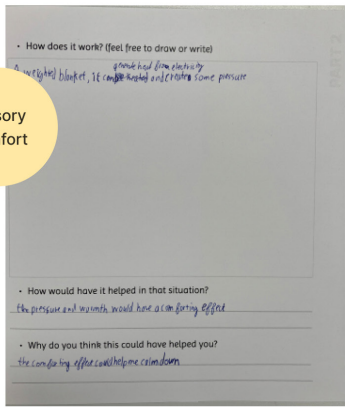 • How does it work? (feel free to draw or write)
generate heat from electricity
A weighted blanket, it can and create some pressure
sory
fort
• How would have it helped in that situation?
the pressure and warmth would have a comforting effect
• Why do you think this could have helped you?
the comforting effect could help me calm down